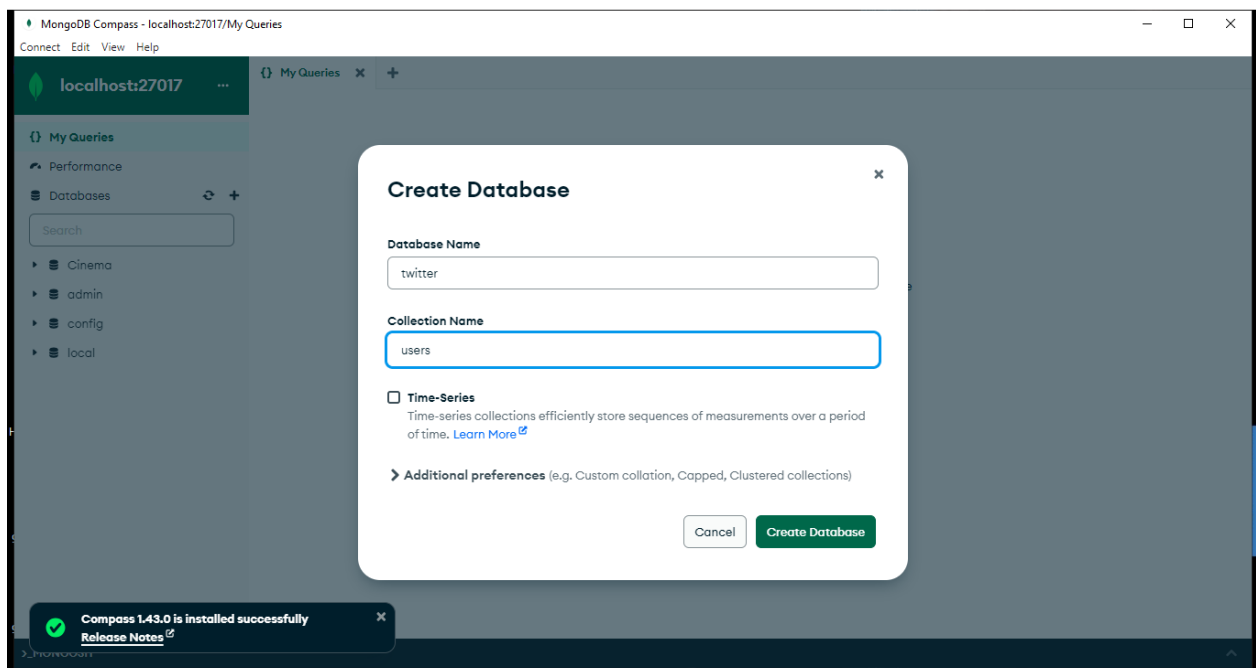 MongoDB Compass - localhost:27017/My Queries
Connect Edit View Help
localhost:27017 ...
{} My Queries
{} My Queries
Performance
Databases
Search
Cinema
admin
config
local
Create Database
Database Name
twitter
Collection Name
users
Time-Series
Time-series collections efficiently store sequences of measurements over a period
of time. Learn More
Additional preferences (e.g. Custom collation, Capped, Clustered collections)
Cancel Create Database
Compass 1.43.0 is installed successfully
Release Notes
>_MONGOSH